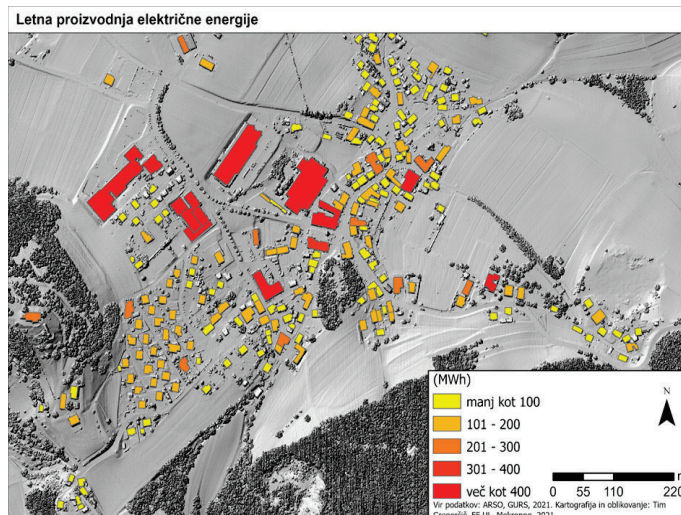 Letna proizvodnja električne energije
(MWh)
manj kot 100
101 - 200
201 - 300
301 - 400
več kot 400
N
0 55 110 220
Vir podatkov: ARSO, GURS, 2021. Kartografija in oblikovanje: Tim